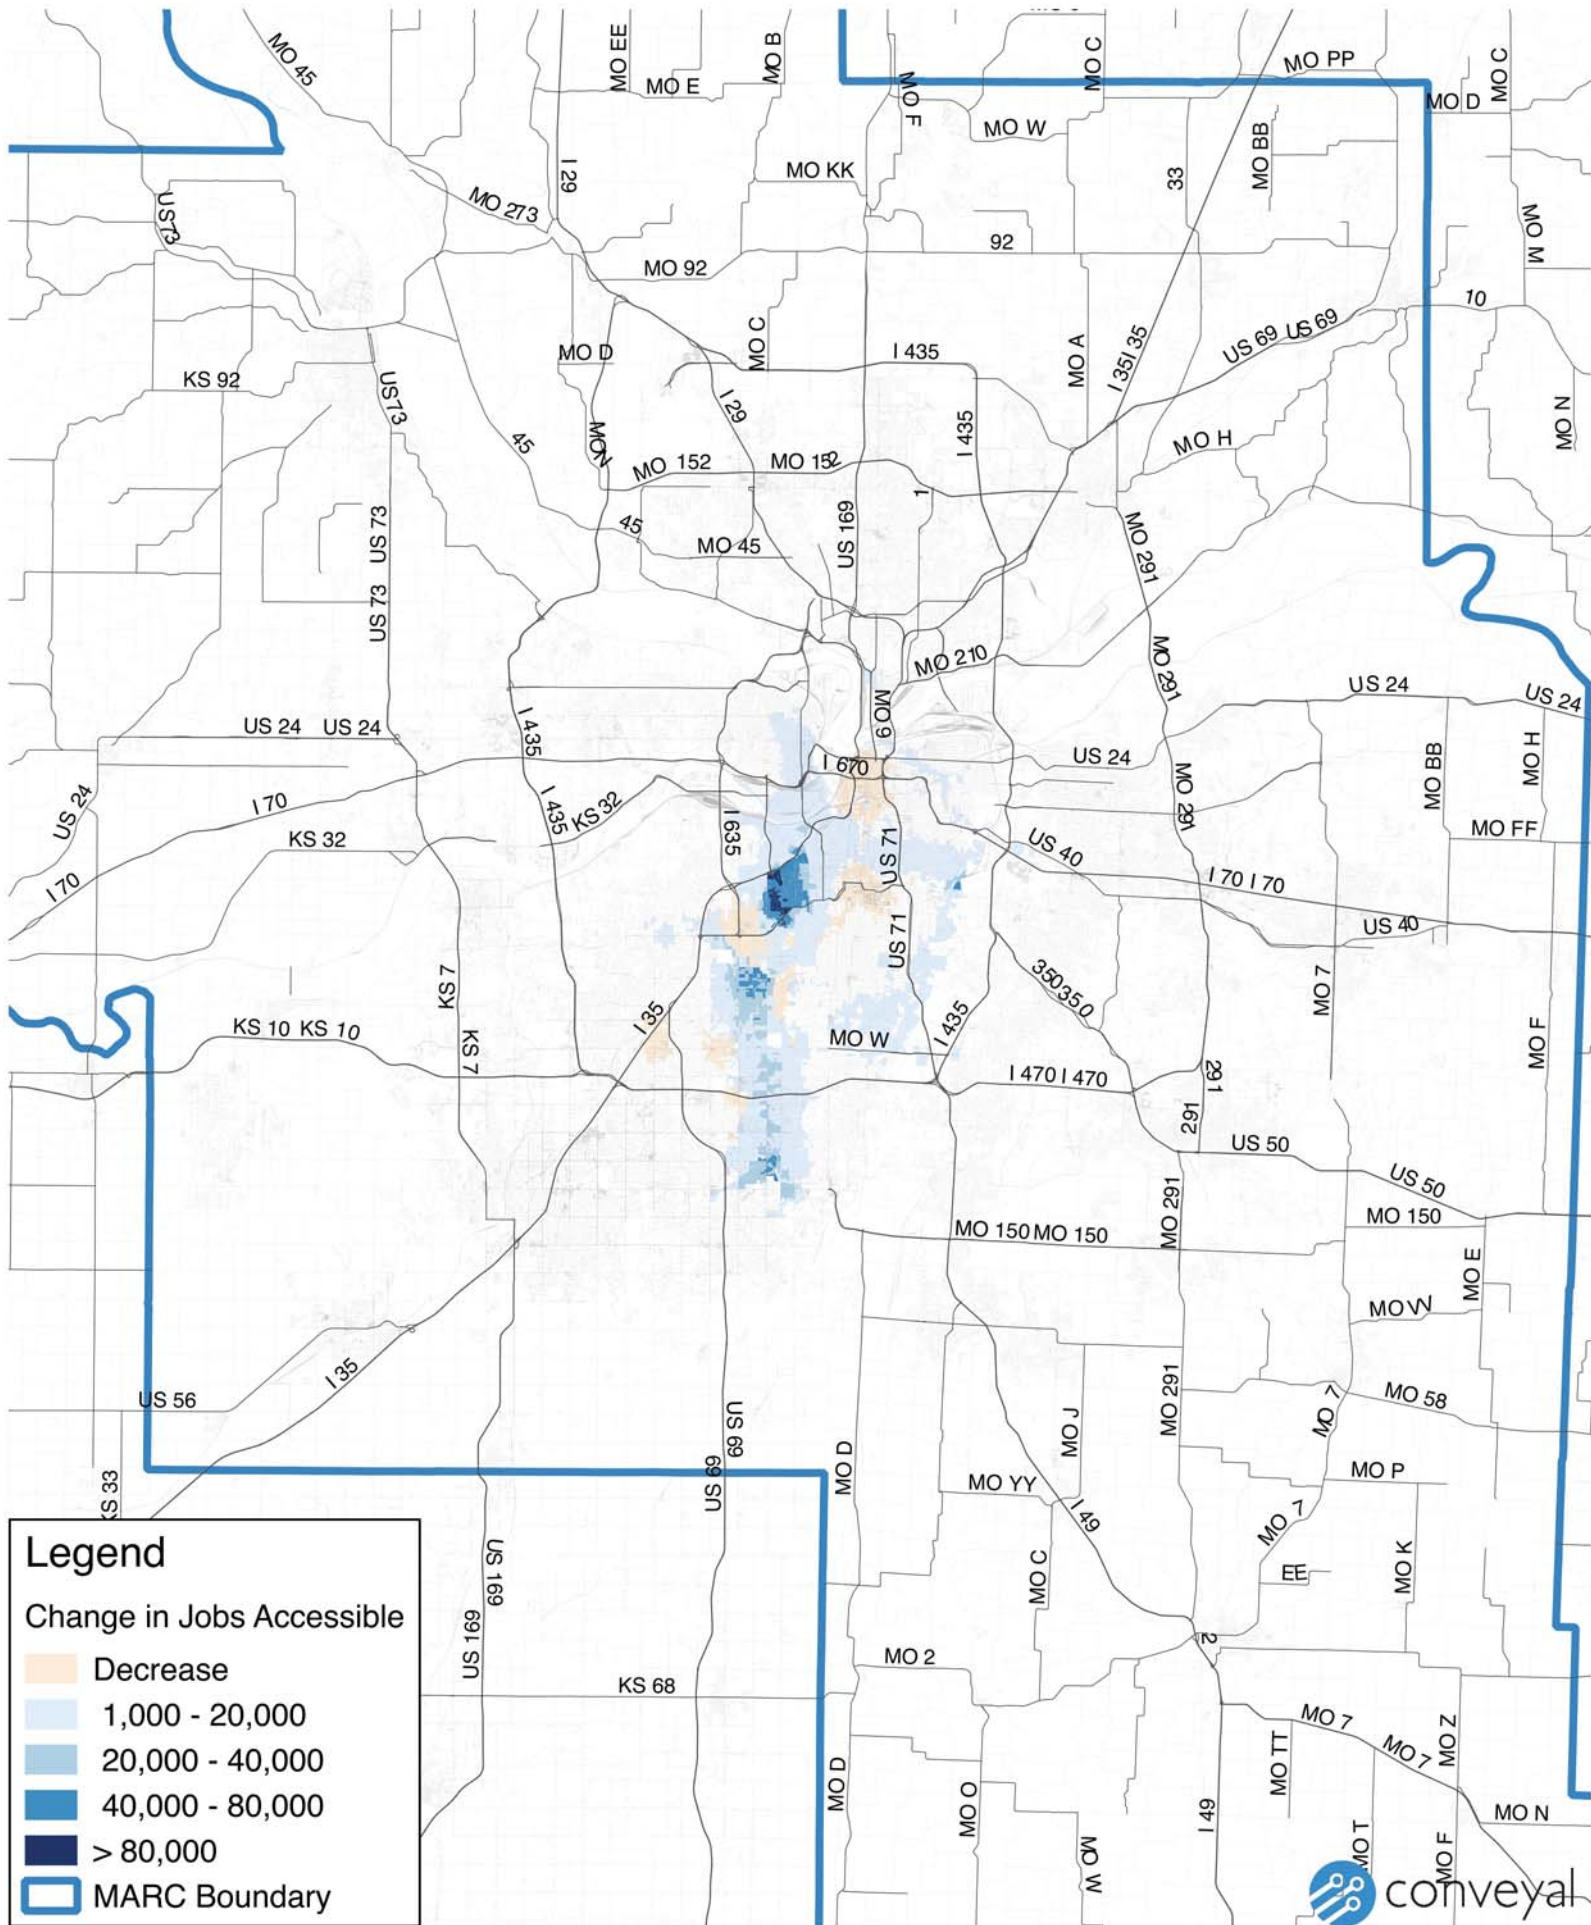 MO 45
MO EE
MO E
MO B
MO F
MO C
MO PP
MO C
MO D
MO W
MO BB
I 29
MO KK
33
US 73
MO 273
MO M
92
MO 92
10
MO C
MO D
I 435
MO A
I 35 I 35
US 69 US 69
KS 92
US 73
I 29
MO N
45
MO N
I 435
MO H
MO 152
MO 152
1
US 73
45
MO 45
US 169
MO 291
US 73
MO 291
MO 210
US 24
US 24
MO 9
US 24 US 24
I 435
I 670
US 24
MO BB
MO H
US 24
I 70
I 435
KS 32
MO 291
KS 32
I 635
US 71
US 40
MO FF
I 70
I 70 I 70
US 40
US 71
KS 7
350 350
MO 7
I 35
KS 10 KS 10
KS 7
MO W
I 435
MO F
I 470 I 470
291
291
US 50
US 50
MO 291
MO 150
MO 150 MO 150
MO E
MO W
I 35
US 56
MO 291
MO 7
MO 58
US 69
MO J
MO D
US 69
KS 33
MO YY
MO P
I 49
MO 7
US 169
MO C
EE
MO K
US 169
2
MO 2
KS 68
MO 7
MO Z
MO TT
MO 7
MO D
MO O
I 49
MO N
MO T
MO F
MO W
Legend
Change in Jobs Accessible
Decrease
1,000 - 20,000
20,000 - 40,000
40,000 - 80,000
> 80,000
MARC Boundary
conveyal